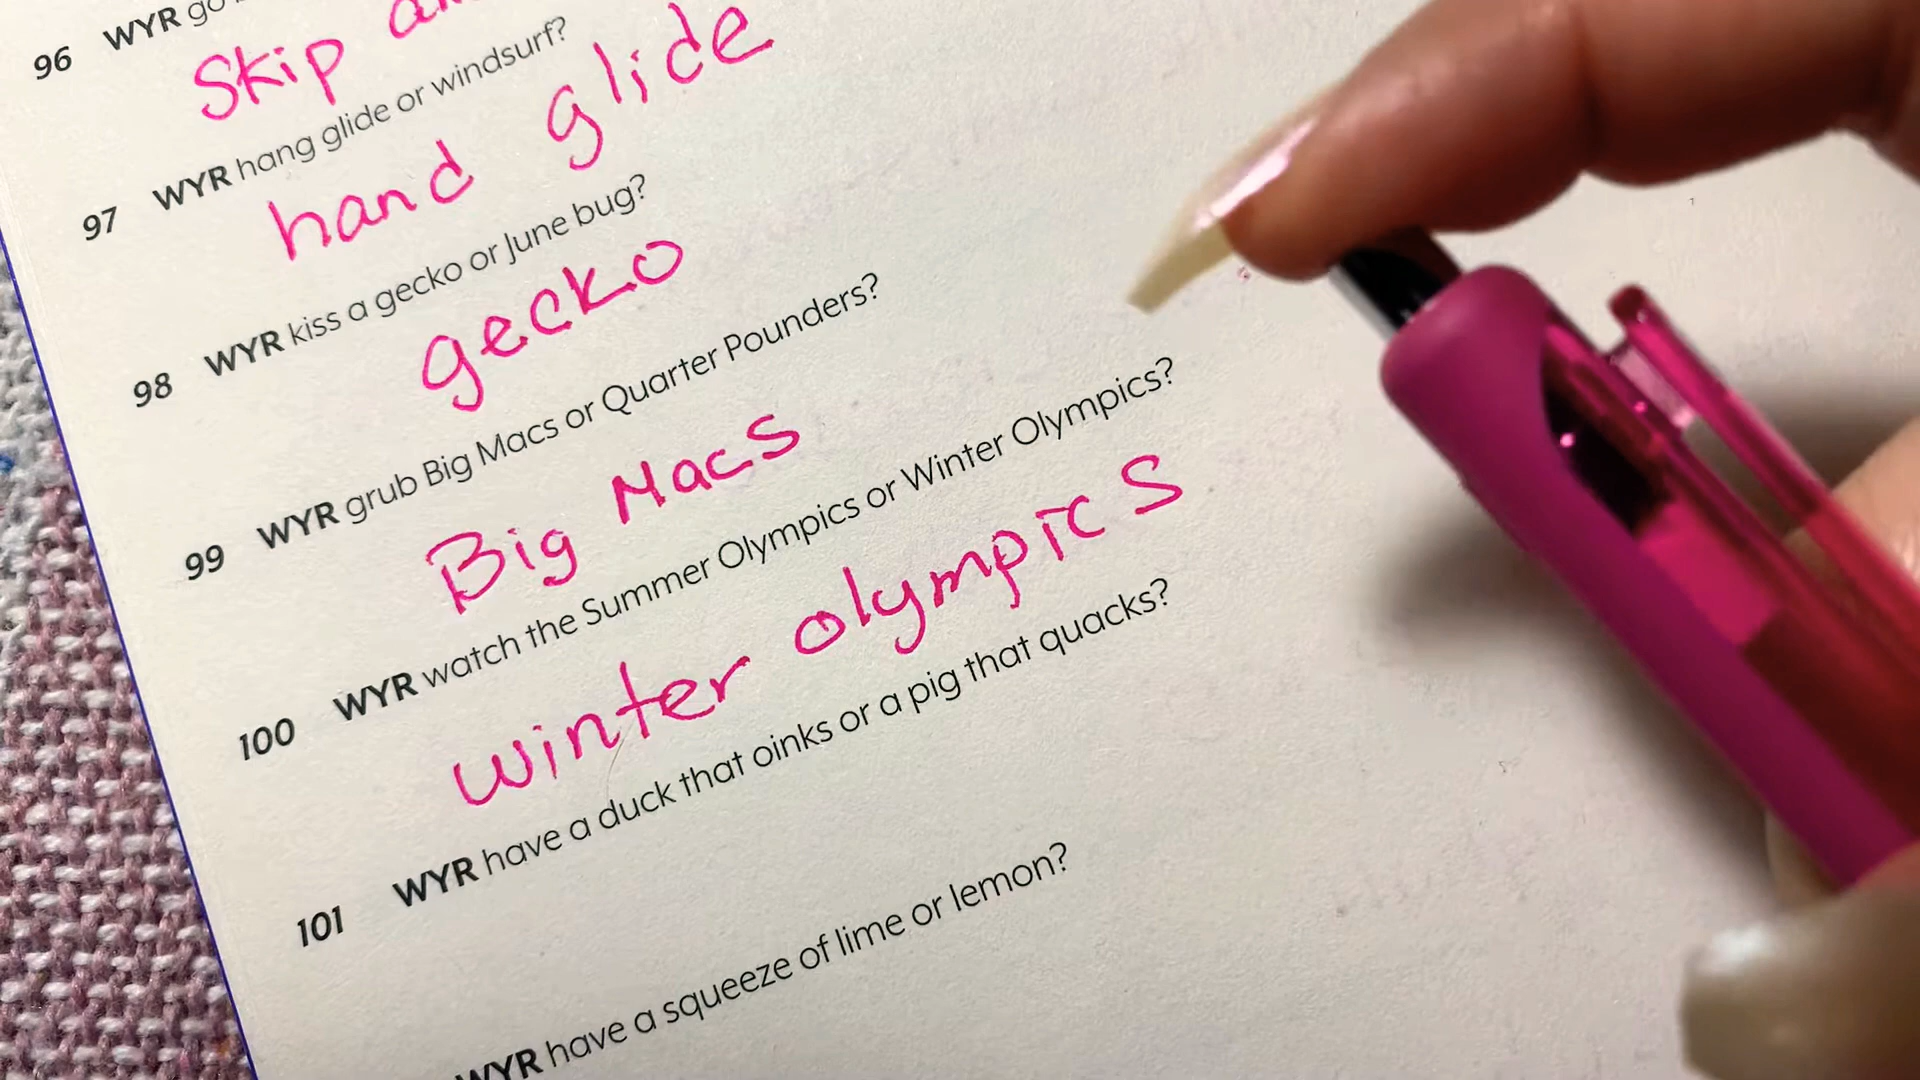 96 WYR go
Skip
97 WYR hang glide or windsurf?
hand glide
98 WYR kiss a gecko or June bug?
gecko
99 WYR grub Big Macs or Quarter Pounders?
Big Macs
100 WYR watch the Summer Olympics or Winter Olympics?
winter olympics
101 WYR have a duck that oinks or a pig that quacks?
WYR have a squeeze of lime or lemon?